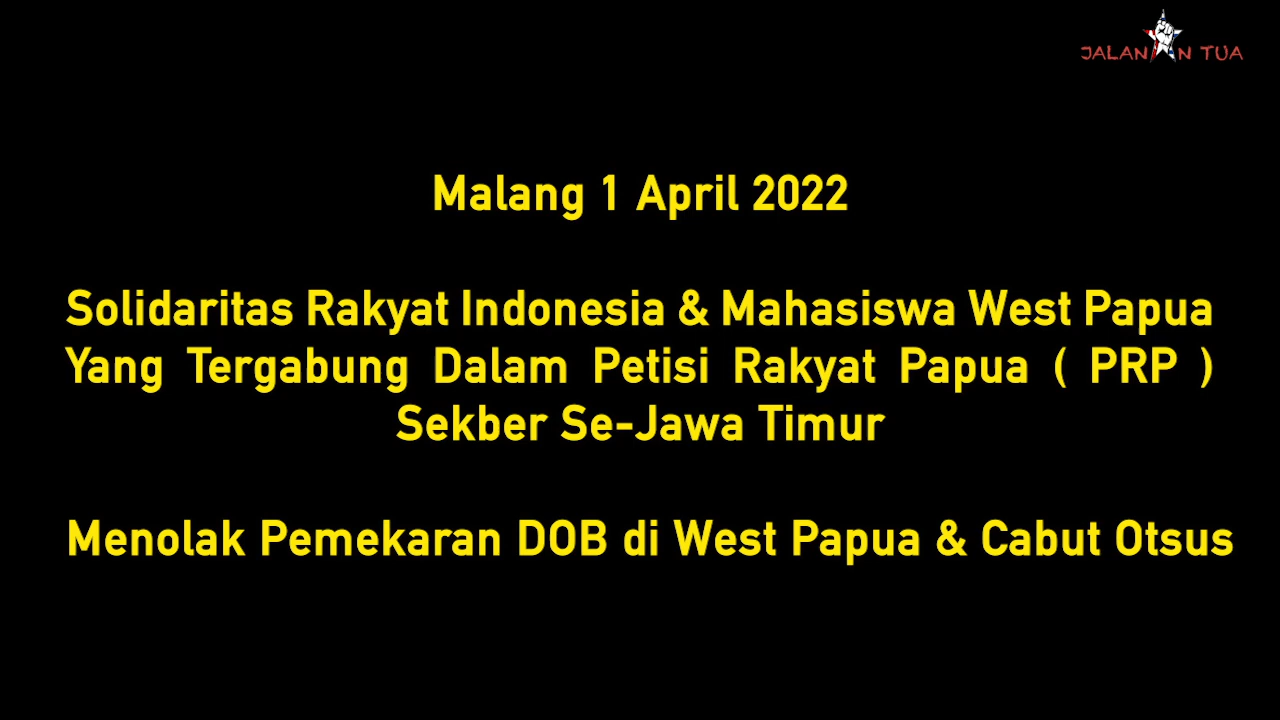 JALANAN TUA
Malang 1 April 2022
Solidaritas Rakyat Indonesia & Mahasiswa West Papua
Yang Tergabung Dalam Petisi Rakyat Papua ( PRP )
Sekber Se-Jawa Timur
Menolak Pemekaran DOB di West Papua & Cabut Otsus